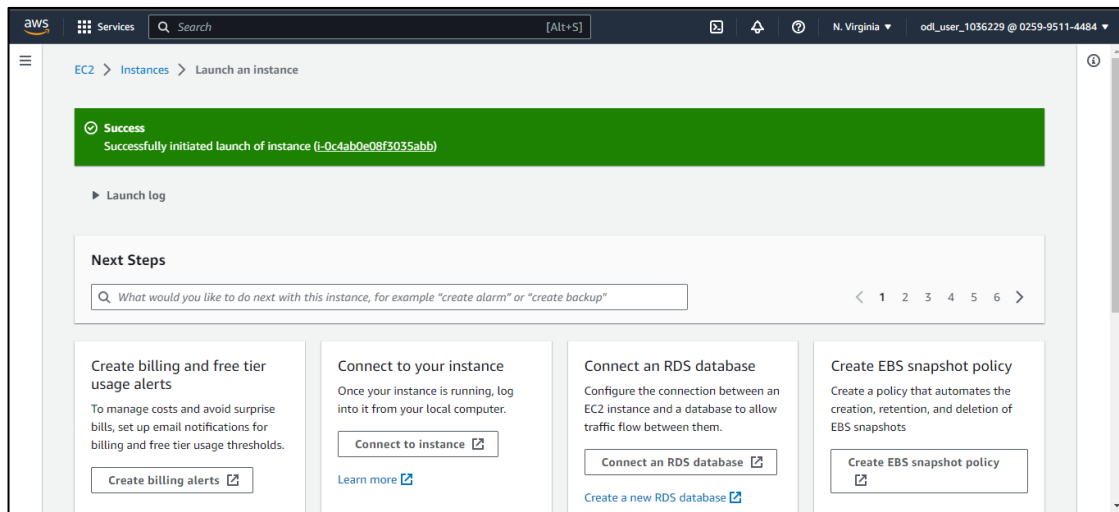 aws Services Search [Alt+S] N. Virginia odl_user_1036229 @ 0259-9511-4484
EC2 > Instances > Launch an instance
Success
Successfully initiated launch of instance (i-0c4ab0e08f3035abb)
Launch log
Next Steps
What would you like to do next with this instance, for example “create alarm” or “create backup”
< 1 2 3 4 5 6 >
Create billing and free tier
usage alerts
To manage costs and avoid surprise
bills, set up email notifications for
billing and free tier usage thresholds.
Create billing alerts
Connect to your instance
Once your instance is running, log
into it from your local computer.
Connect to instance
Learn more
Connect an RDS database
Configure the connection between an
EC2 instance and a database to allow
traffic flow between them.
Connect an RDS database
Create a new RDS database
Create EBS snapshot policy
Create a policy that automates the
creation, retention, and deletion of
EBS snapshots
Create EBS snapshot policy